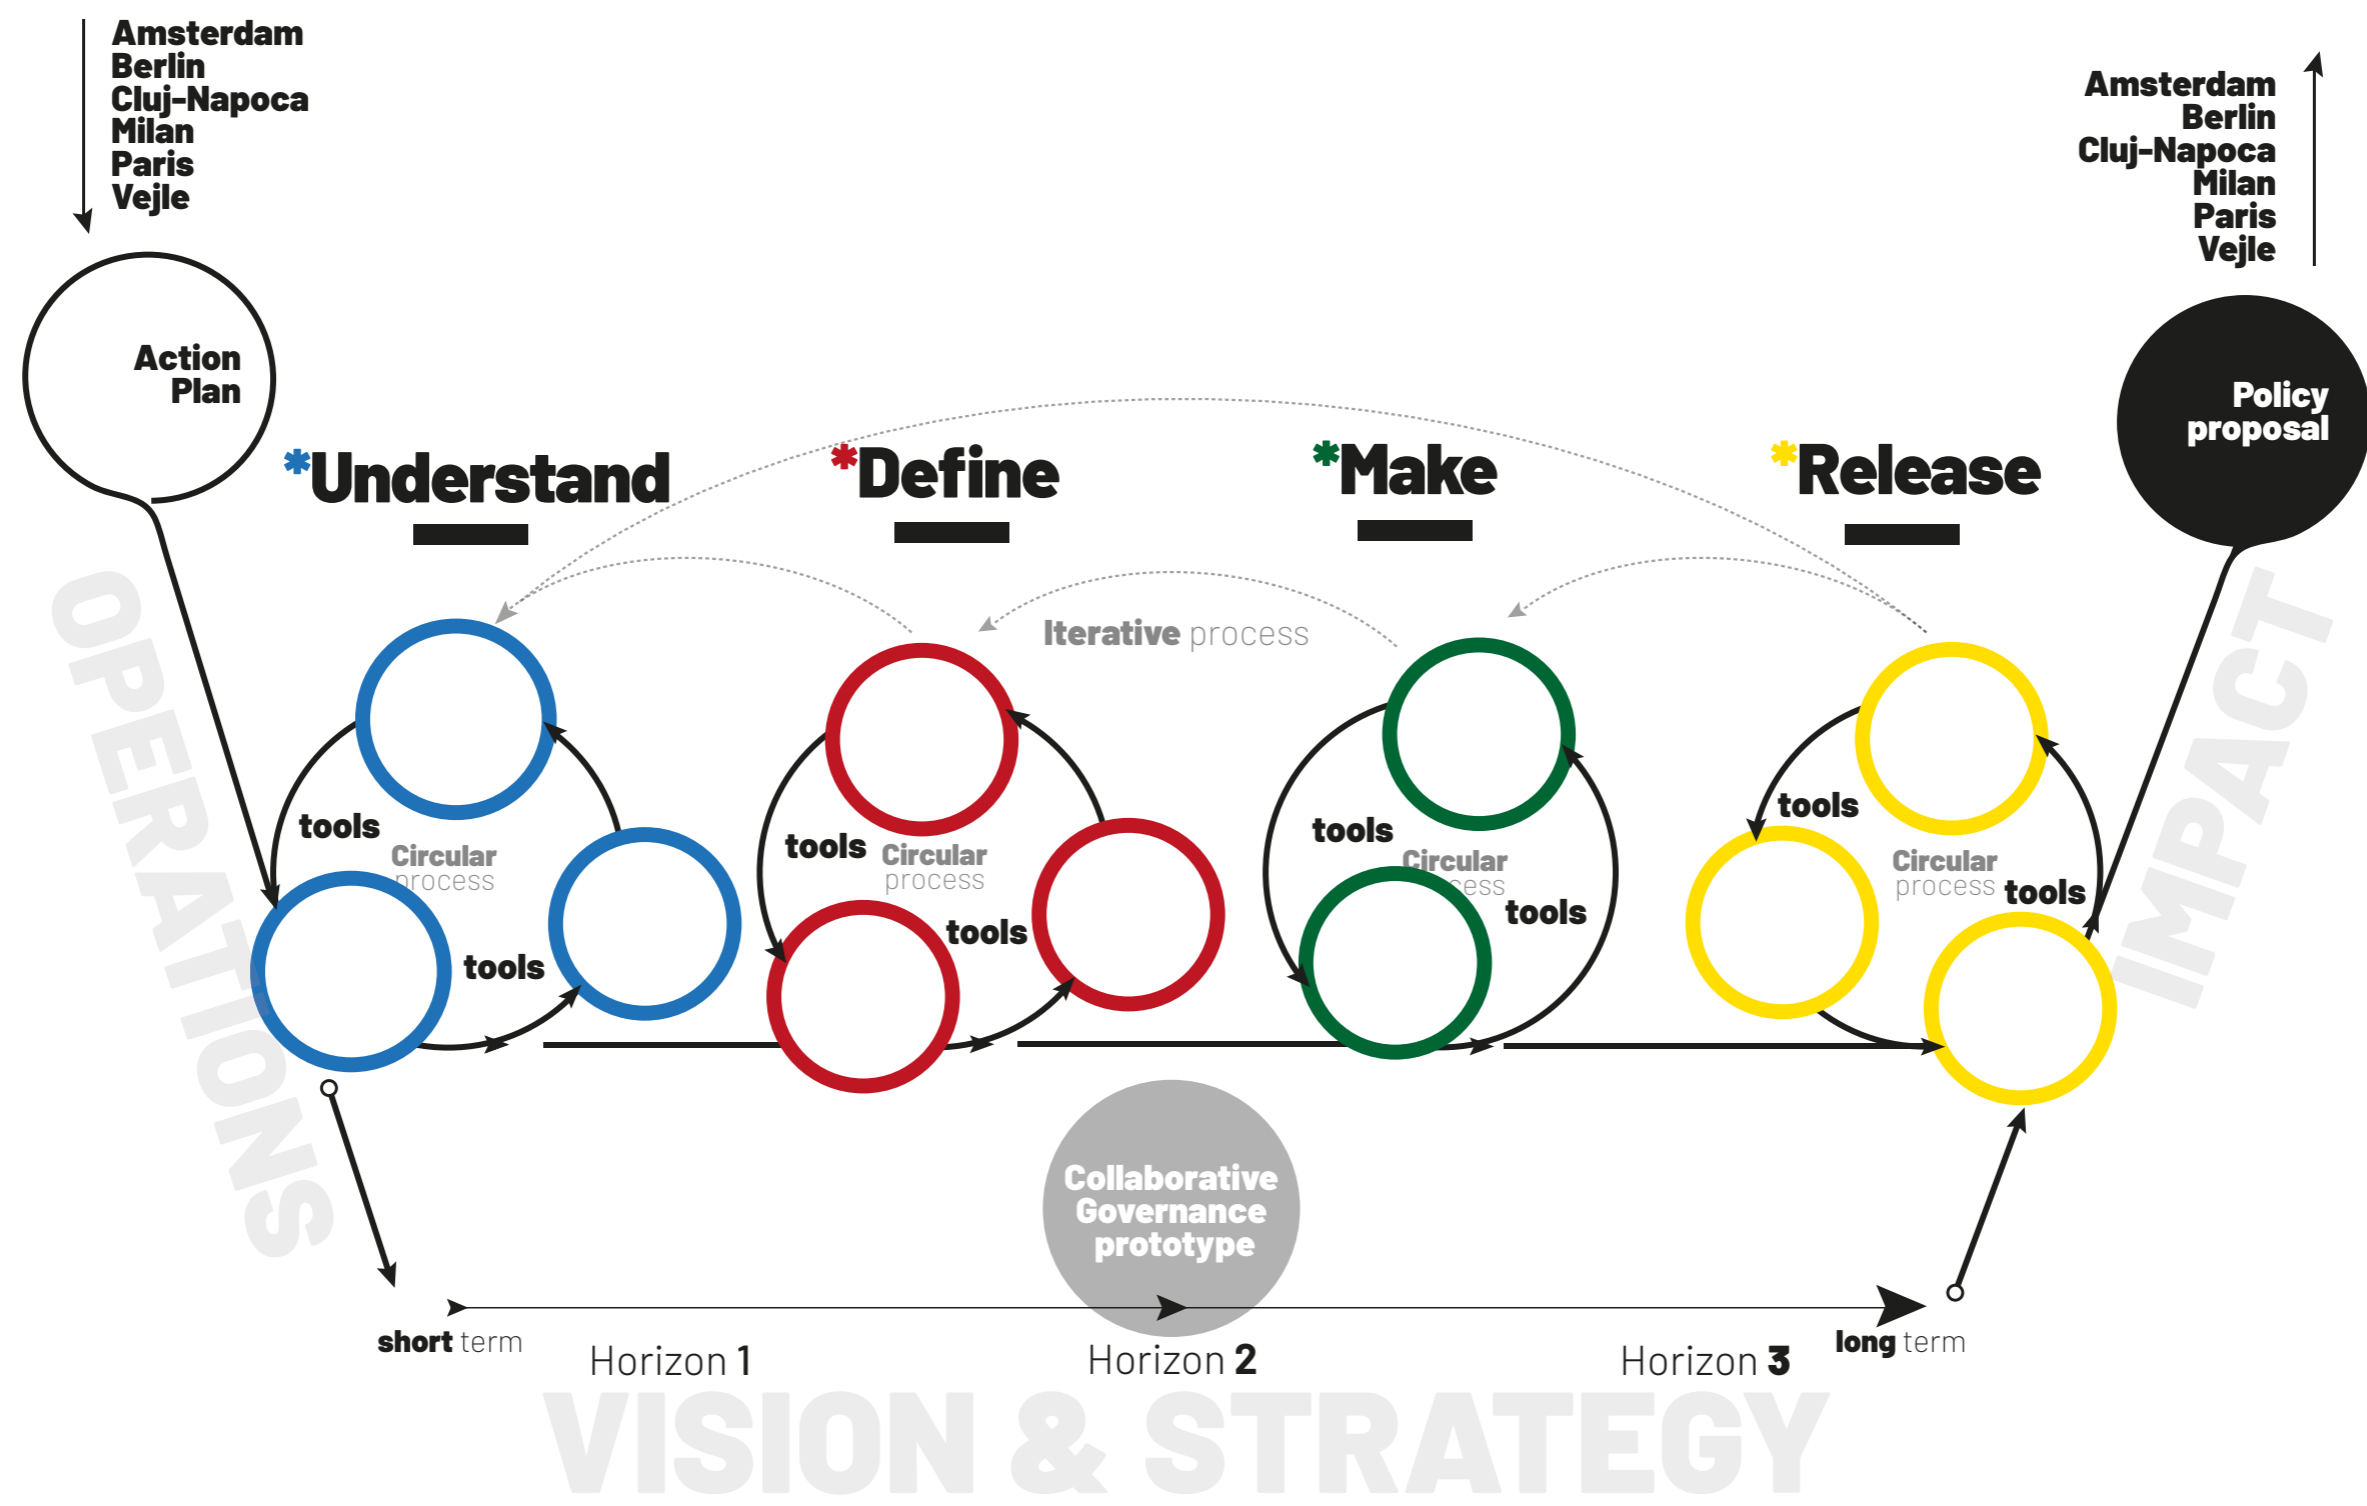 Amsterdam
Berlin
Cluj-Napoca
Milan
Paris
Vejle
Amsterdam
Berlin
Cluj-Napoca
Milan
Paris
Vejle
Action
Plan
Policy
proposal
*Understand
*Define
*Make
*Release
Iterative process
OPERATIONS
IMPACT
tools
Circular
process
tools
tools
Circular
process
tools
tools
Circular
tools
tools
Circular
process
tools
Collaborative
Governance
prototype
short term
Horizon 1
Horizon 2
Horizon 3
long term
VISION & STRATEGY